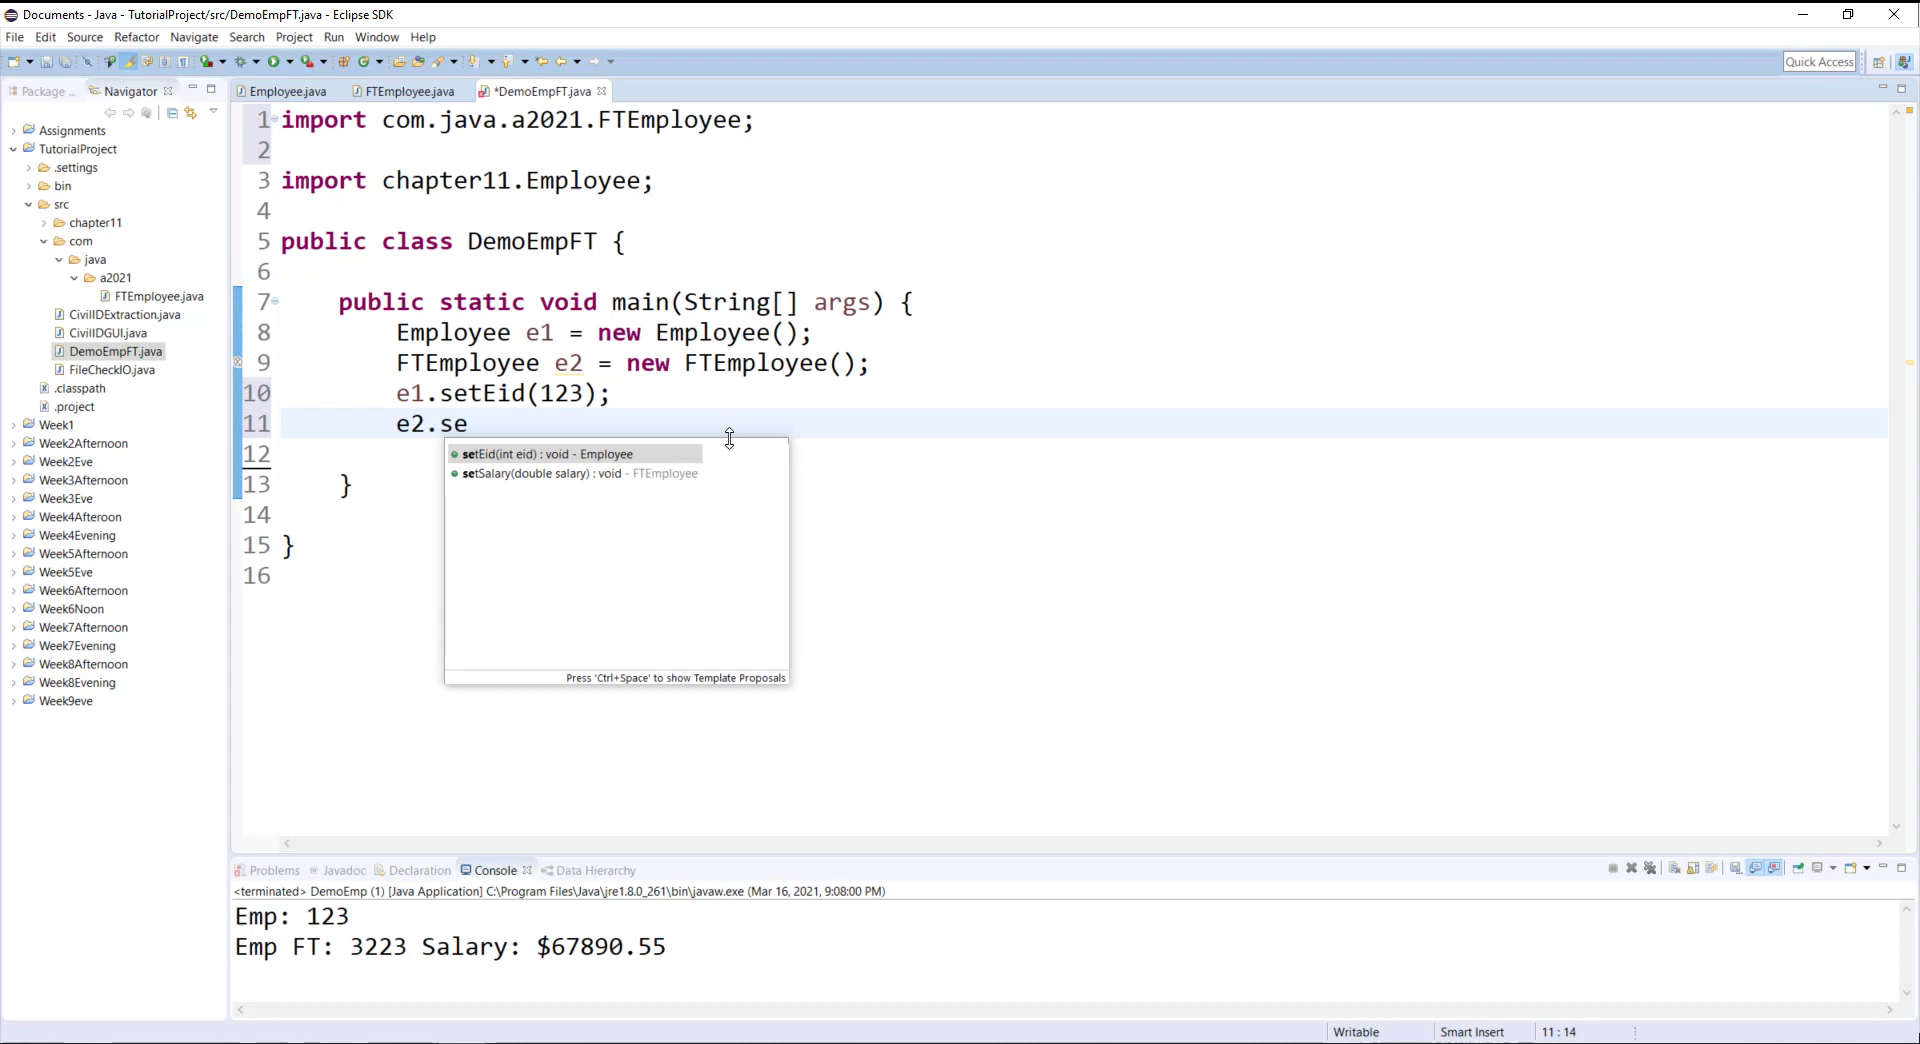 Documents - Java - TutorialProject/src/DemoEmpFT.java - Eclipse SDK
File Edit Source Refactor Navigate Search Project Run Window Help
Quick Access
Package ... Navigator
Employee.java FTEmployee.java *DemoEmpFT.java
Assignments
TutorialProject
.settings
bin
src
chapter11
com
java
a2021
FTEmployee.java
CivilIDExtraction.java
CivilIDGUI.java
DemoEmpFT.java
FileCheckIO.java
.classpath
.project
Week1
Week2Afternoon
Week2Eve
Week3Afternoon
Week3Eve
Week4Afteroon
Week4Evening
Week5Afternoon
Week5Eve
Week6Afternoon
Week6Noon
Week7Afternoon
Week7Evening
Week8Afternoon
Week8Evening
Week9eve
1 import com.java.a2021.FTEmployee;
2
3 import chapter11.Employee;
4
5 public class DemoEmpFT {
6
7 public static void main(String[] args) {
8 Employee e1 = new Employee();
9 FTEmployee e2 = new FTEmployee();
10 e1.setEid(123);
11 e2.se
12
13 }
14
15 }
16
setEid(int eid) : void - Employee
setSalary(double salary) : void - FTEmployee
Press 'Ctrl+Space' to show Template Proposals
Problems Javadoc Declaration Console Data Hierarchy
<terminated> DemoEmp (1) [Java Application] C:\Program Files\Java\jre1.8.0_261\bin\javaw.exe (Mar 16, 2021, 9:08:00 PM)
Emp: 123
Emp FT: 3223 Salary: $67890.55
Writable Smart Insert 11 : 14